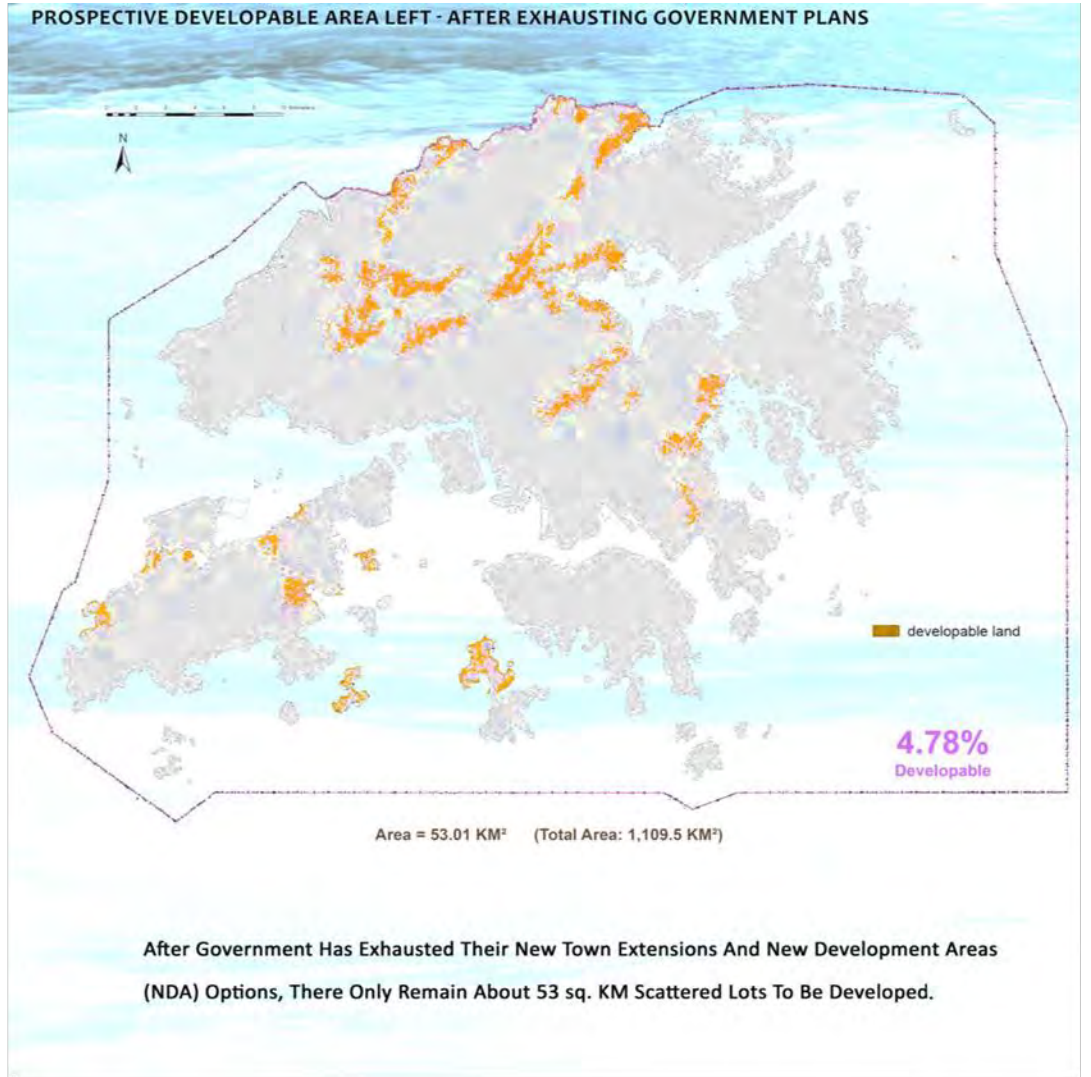 PROSPECTIVE DEVELOPABLE AREA LEFT - AFTER EXHAUSTING GOVERNMENT PLANS
N
developable land
4.78%
Developable
Area = 53.01 KM² (Total Area: 1,109.5 KM²)
After Government Has Exhausted Their New Town Extensions And New Development Areas
(NDA) Options, There Only Remain About 53 sq. KM Scattered Lots To Be Developed.